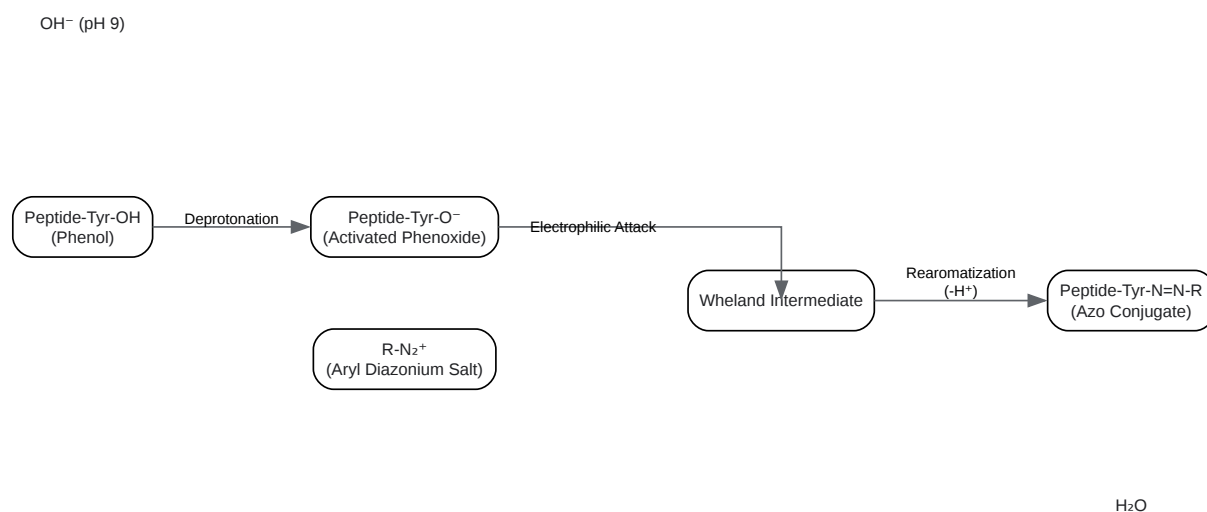 OH⁻ (pH 9)
Peptide-Tyr-OH
(Phenol)
Deprotonation
Peptide-Tyr-O⁻
(Activated Phenoxide)
Electrophilic Attack
R-N₂⁺
(Aryl Diazonium Salt)
Wheland Intermediate
Rearomatization
(-H⁺)
Peptide-Tyr-N=N-R
(Azo Conjugate)
H₂O